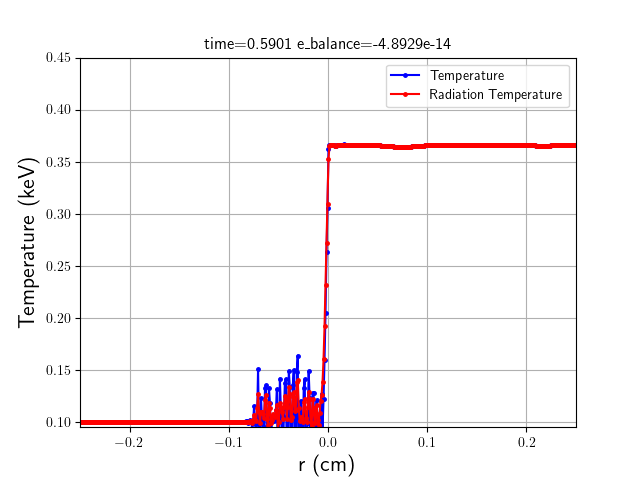 time=0.5901 e_balance=-4.8929e-14
Temperature
Radiation Temperature
Temperature (keV)
0.45
0.40
0.35
0.30
0.25
0.20
0.15
0.10
−0.2 −0.1 0.0 0.1 0.2
r (cm)